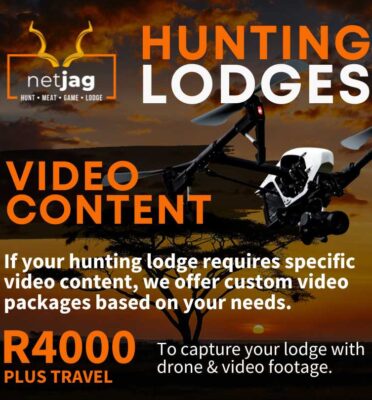 HUNTING
LODGES
netjag
HUNT • MEAT • GAME • LODGE
VIDEO
CONTENT
If your hunting lodge requires specific
video content, we offer custom video
packages based on your needs.
R4000
PLUS TRAVEL
To capture your lodge with
drone & video footage.